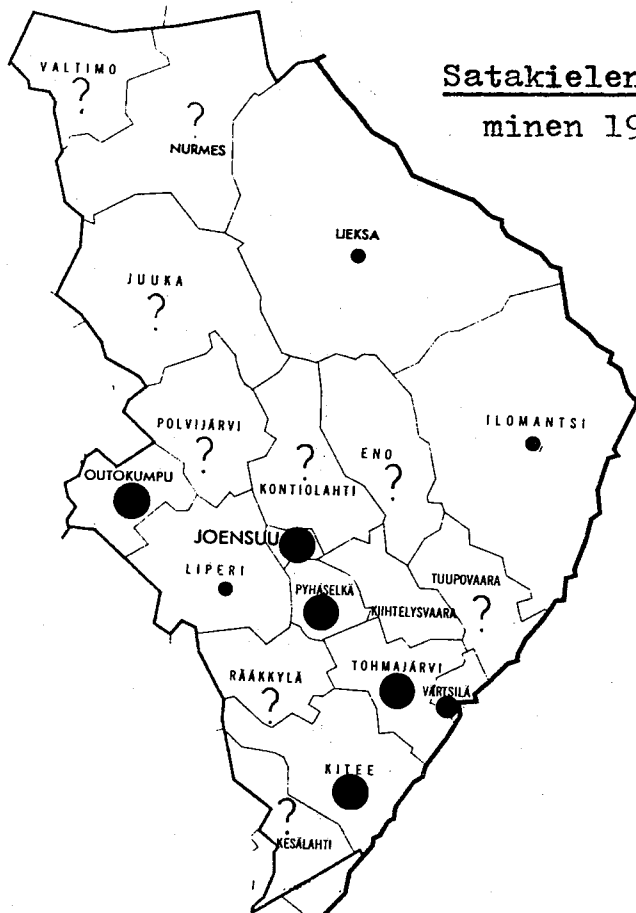 Satakielen
minen 19
VALTIMO
?
?
NURMES
LIEKSA
JUUKA
?
POLVIJÄRVI
?
ILOMANTSI
?
KONTIOLAHTI
ENO
?
OUTOKUMPU
JOENSUU
LIPERI
PYHÄSELKÄ
KIIHTELYSVAARA
TUUPOVAARA
?
RÄÄKKYLÄ
?
TOHMAJÄRVI
VÄRTSILÄ
KITEE
?
KESÄLAHTI